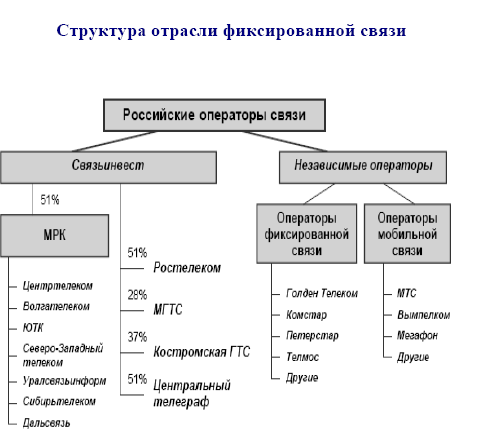 Структура отрасли фиксированной связи
Российские операторы связи
Связьинвест
Независимые операторы
51%
МРК
Центртелеком
Волгателеком
ЮТК
Северо-Западный
телеком
Уралсвязьинформ
Сибирьтелеком
Дальсвязь
51%
Ростелеком
28%
МГТС
37%
Костромская ГТС
51%
Центральный
телеграф
Операторы
фиксированной
связи
Голден Телеком
Комстар
Петерстар
Телмос
Другие
Операторы
мобильной
связи
МТС
Вымпелком
Мегафон
Другие